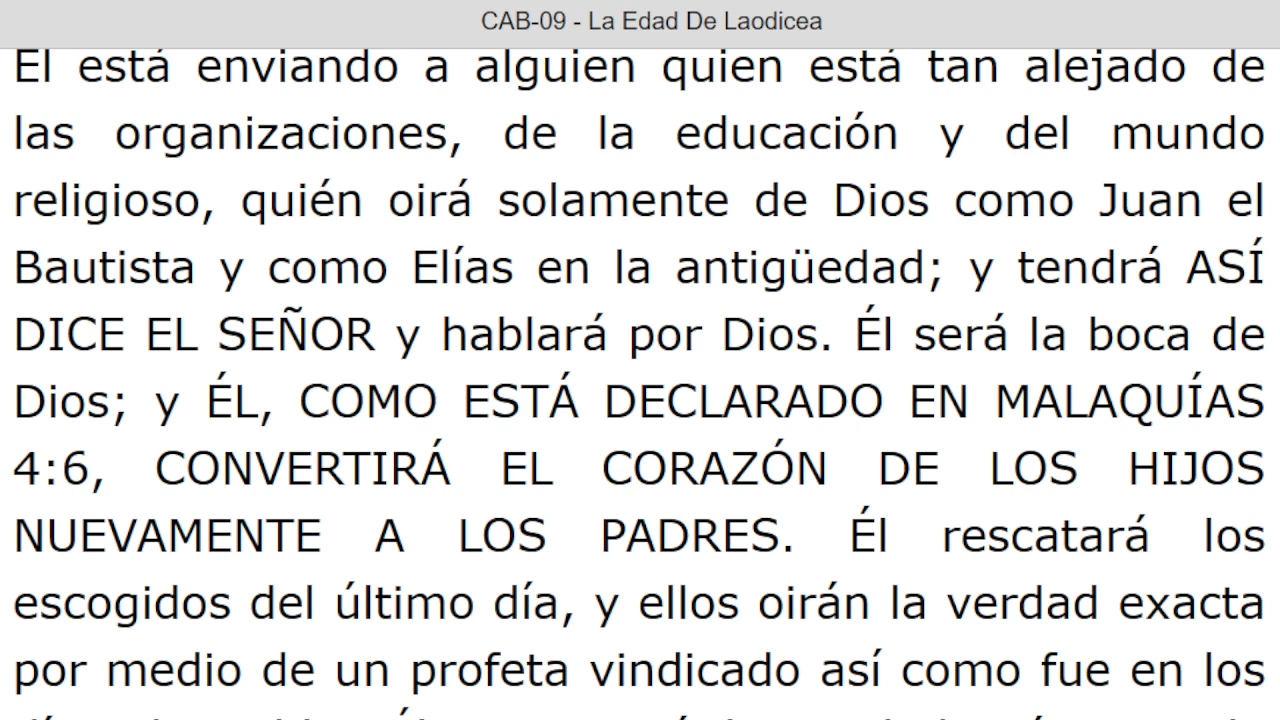 CAB-09 - La Edad De Laodicea
Él está enviando a alguien quien está tan alejado de
las organizaciones, de la educación y del mundo
religioso, quién oirá solamente de Dios como Juan el
Bautista y como Elías en la antigüedad; y tendrá ASÍ
DICE EL SEÑOR y hablará por Dios. Él será la boca de
Dios; y ÉL, COMO ESTÁ DECLARADO EN MALAQUÍAS
4:6, CONVERTIRÁ EL CORAZÓN DE LOS HIJOS
NUEVAMENTE A LOS PADRES. Él rescatará los
escogidos del último día, y ellos oirán la verdad exacta
por medio de un profeta vindicado así como fue en los